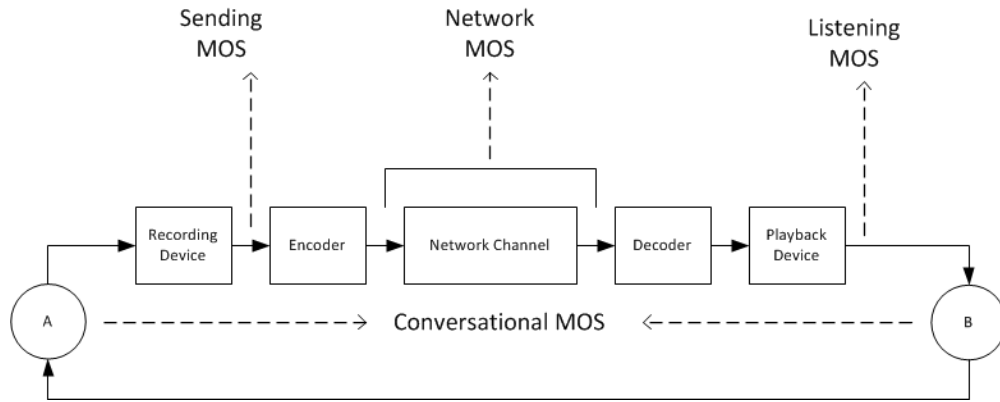 Sending
MOS
Network
MOS
Listening
MOS
Recording
Device
Encoder
Network Channel
Decoder
Playback
Device
A
Conversational MOS
B